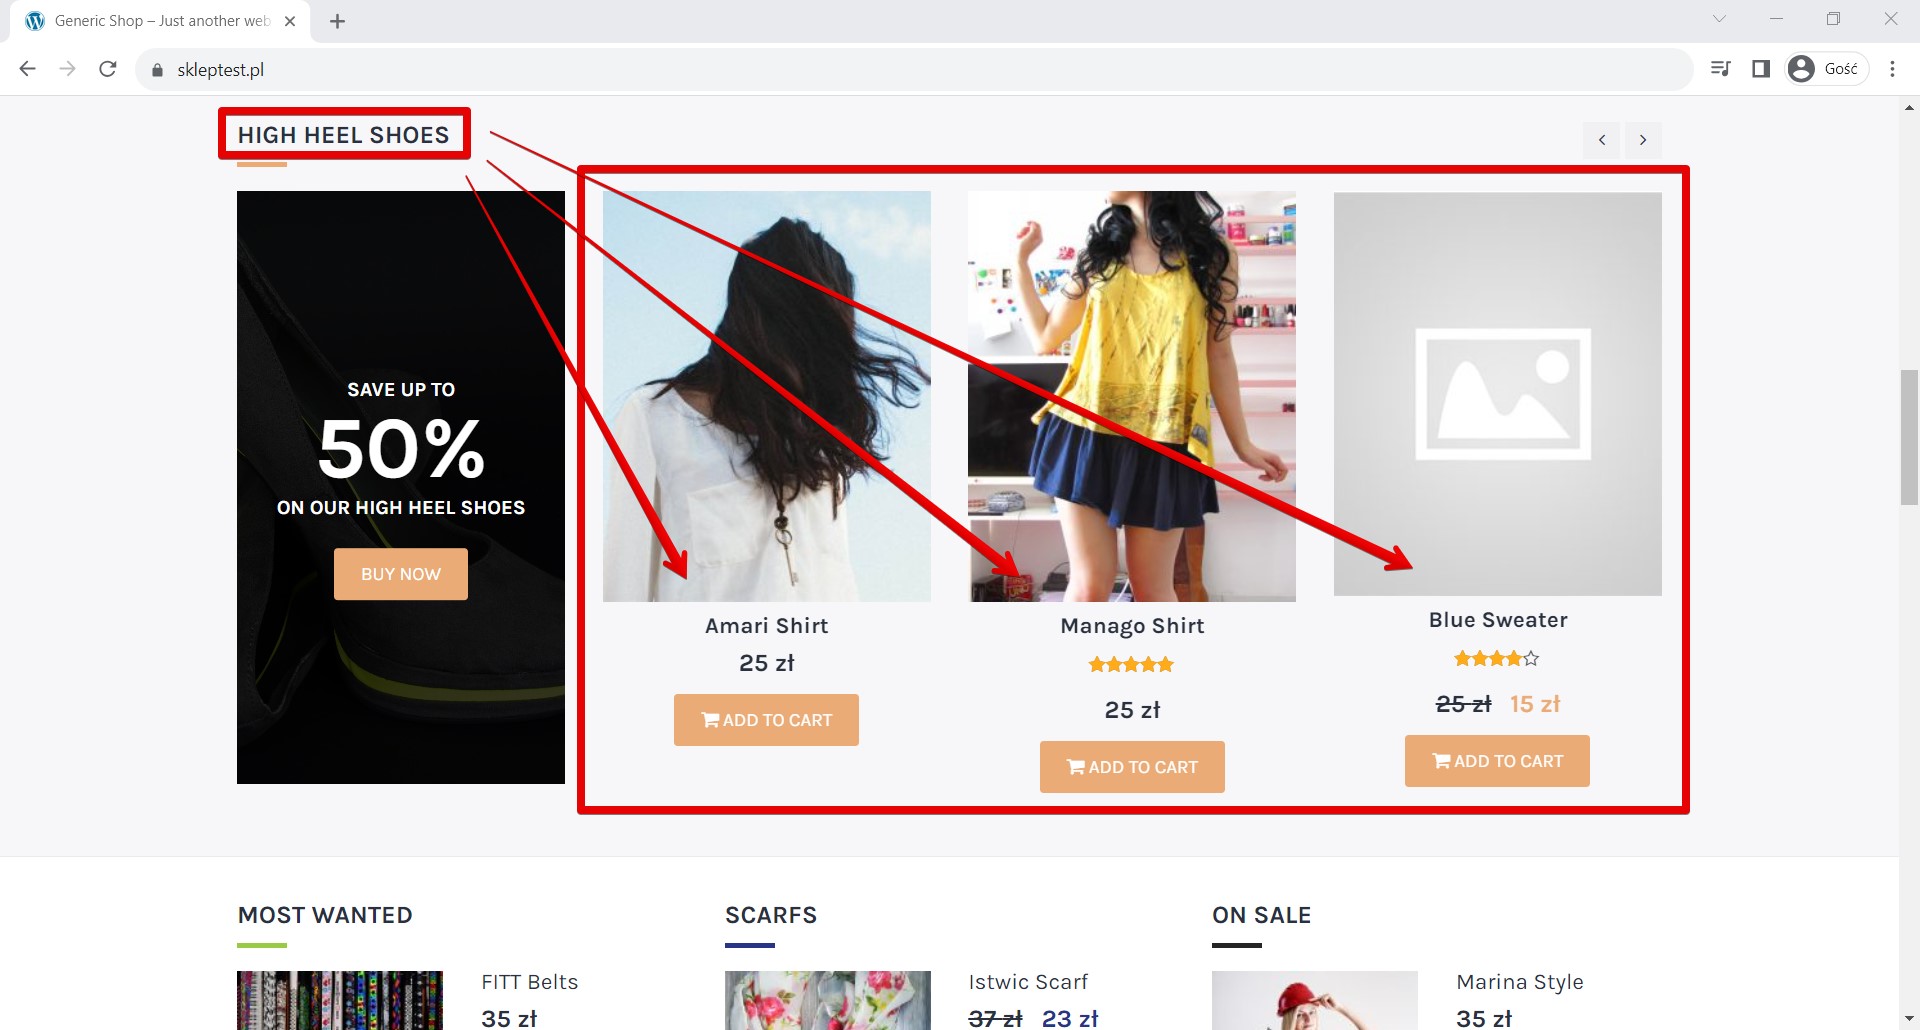 Generic Shop – Just another web
skleptest.pl
Gość
HIGH HEEL SHOES
SAVE UP TO
50%
ON OUR HIGH HEEL SHOES
BUY NOW
Amari Shirt
25 zł
ADD TO CART
Manago Shirt
25 zł
ADD TO CART
Blue Sweater
25 zł 15 zł
ADD TO CART
MOST WANTED
FITT Belts
35 zł
SCARFS
Istwic Scarf
37 zł 23 zł
ON SALE
Marina Style
35 zł